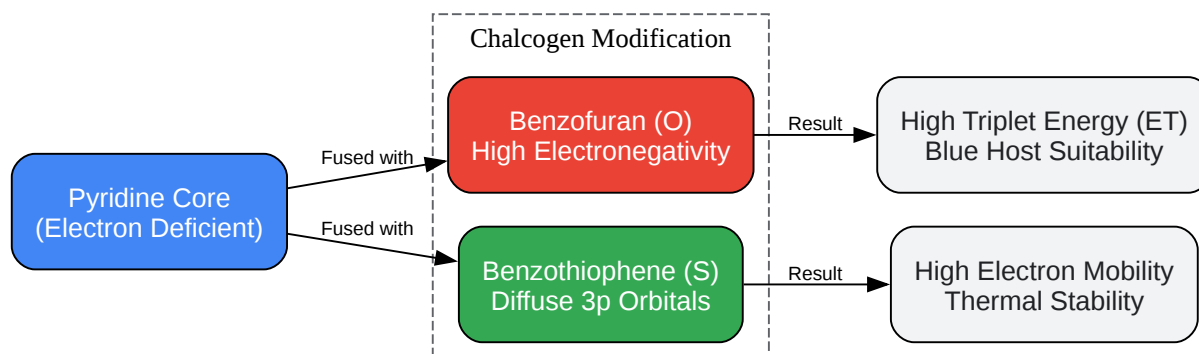 Chalcogen Modification
Pyridine Core
(Electron Deficient)
Fused with
Fused with
Benzofuran (O)
High Electronegativity
Benzothiophene (S)
Diffuse 3p Orbitals
Result
Result
High Triplet Energy (ET)
Blue Host Suitability
High Electron Mobility
Thermal Stability